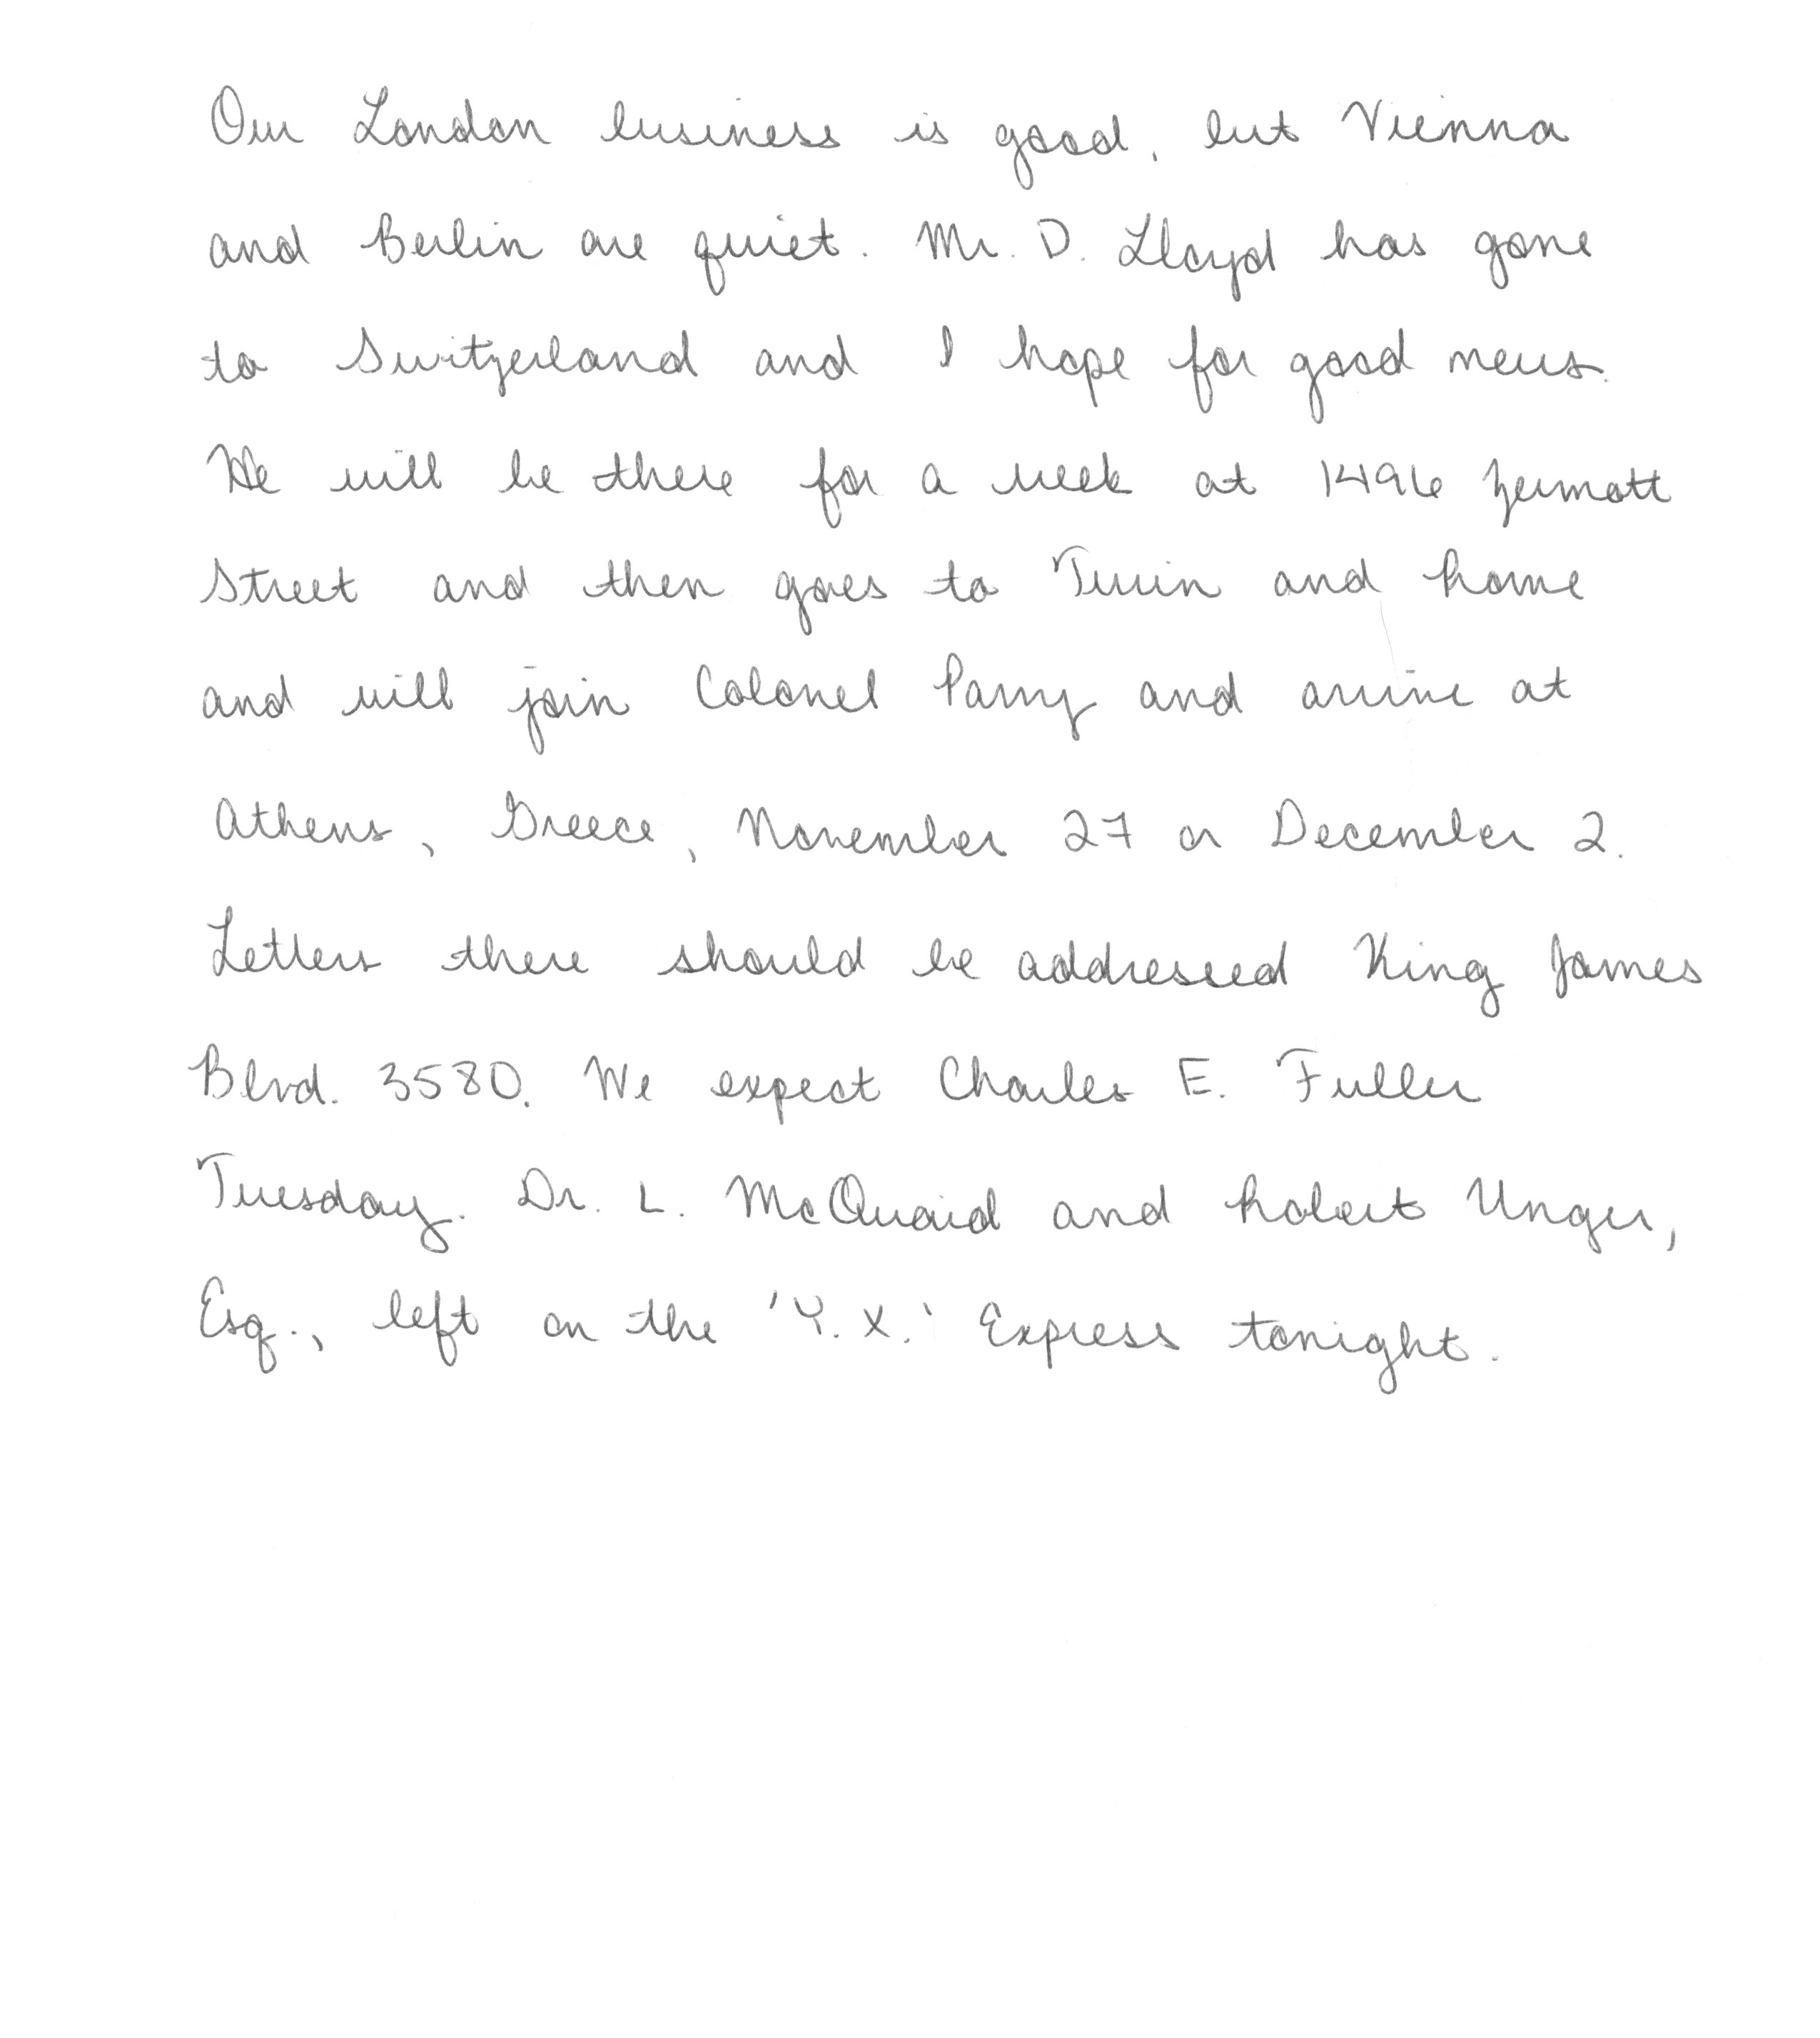 Our London business is good, but Vienna
and Berlin are quiet. Mr. D. Lloyd has gone
to Switzerland and I hope for good news.
He will be there for a week at 1496 Zermott
Street and then goes to Turin and Rome
and will join Colonel Parry and arrive at
Athens, Greece, November 27 or December 2.
Letters there should be addressed King James
Blvd. 3580. We expect Charles E. Fuller
Tuesday. Dr. L. McQuaid and Robert Unger,
Esq., left on the 'Y.X.' Express tonight.